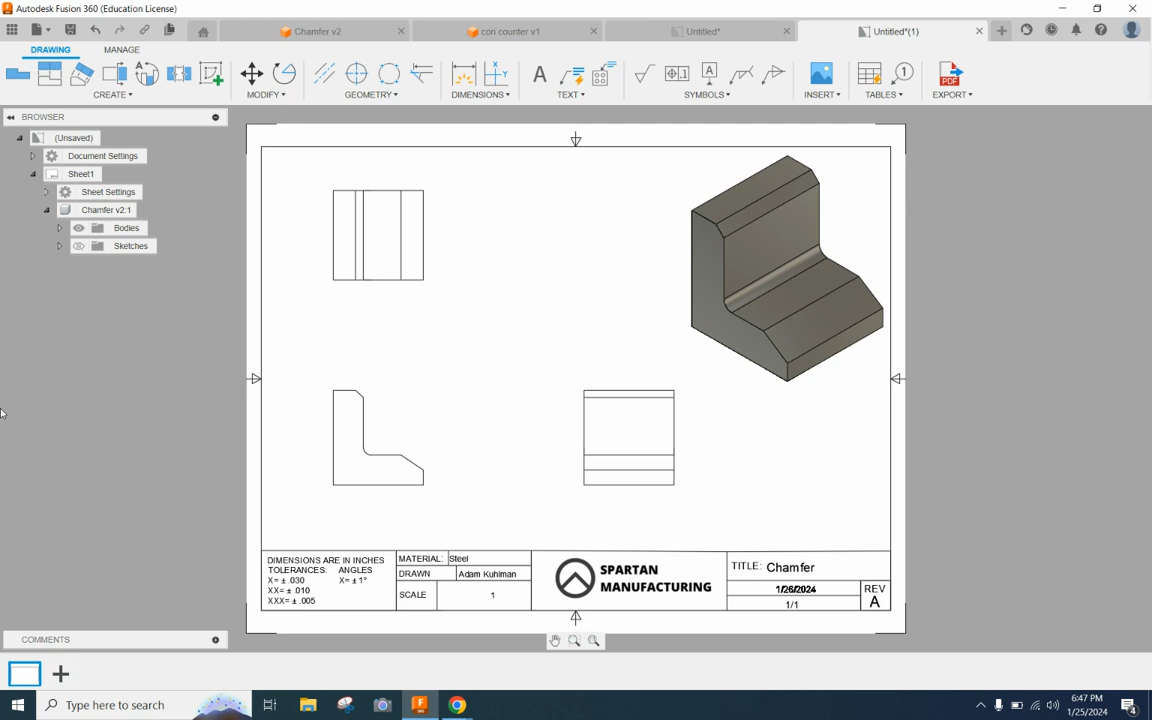 Autodesk Fusion 360 (Education License)
Chamfer v2
cori counter v1
Untitled*
Untitled*(1)
DRAWING
MANAGE
CREATE
MODIFY
GEOMETRY
DIMENSIONS
TEXT
SYMBOLS
INSERT
TABLES
EXPORT
BROWSER
(Unsaved)
Document Settings
Sheet1
Sheet Settings
Chamfer v2:1
Bodies
Sketches
DIMENSIONS ARE IN INCHES
TOLERANCES: ANGLES
X= ± .030 X= ± 1°
XX= ± .010
XXX= ± .005
MATERIAL: Steel
DRAWN Adam Kuhlman
SCALE 1
SPARTAN
MANUFACTURING
TITLE: Chamfer
1/26/2024
1/1
REV
A
COMMENTS
Type here to search
6:47 PM
1/25/2024
4